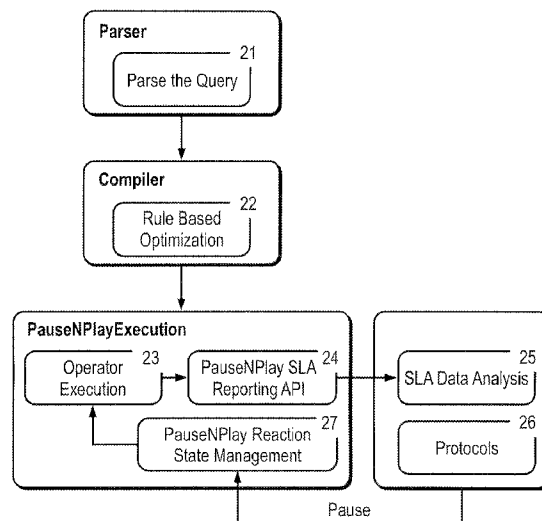 Parser
21
Parse the Query
Compiler
22
Rule Based
Optimization
PauseNPlayExecution
23
Operator
Execution
24
PauseNPlay SLA
Reporting API
27
PauseNPlay Reaction
State Management
25
SLA Data Analysis
26
Protocols
Pause